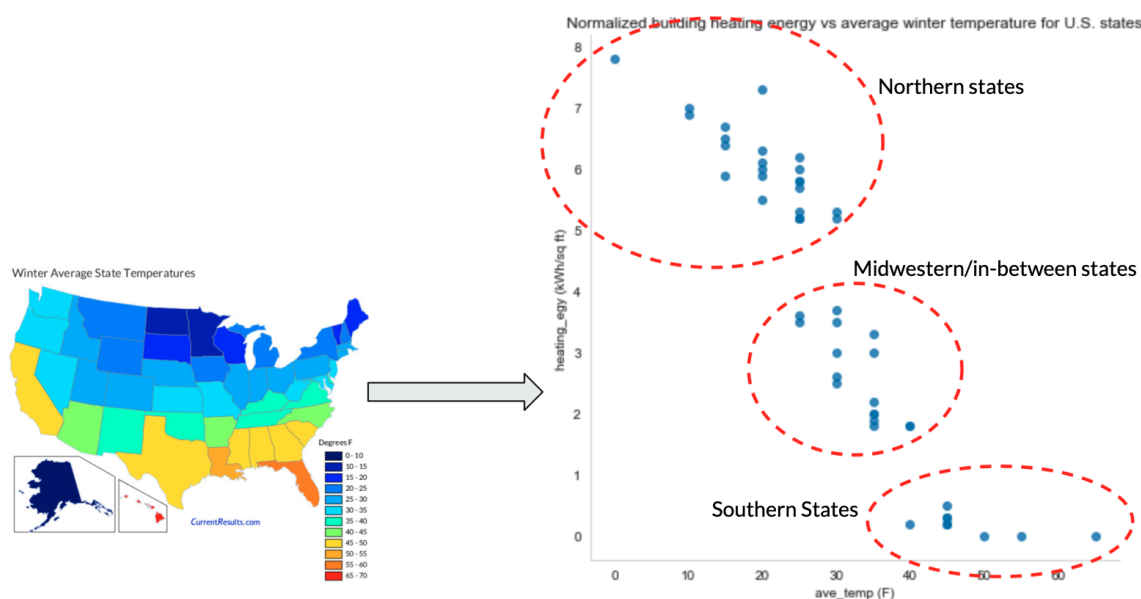 Normalized building heating energy vs average winter temperature for U.S. states
8
7
6
5
4
3
2
1
0
heating_egy (kWh/sq ft)
Northern states
Midwestern/in-between states
Southern States
0
10
20
30
40
50
60
ave_temp (F)
Winter Average State Temperatures
Degrees F
0 - 10
10 - 15
15 - 20
20 - 25
25 - 30
30 - 35
35 - 40
40 - 45
45 - 50
50 - 55
55 - 60
65 - 70
CurrentResults.com